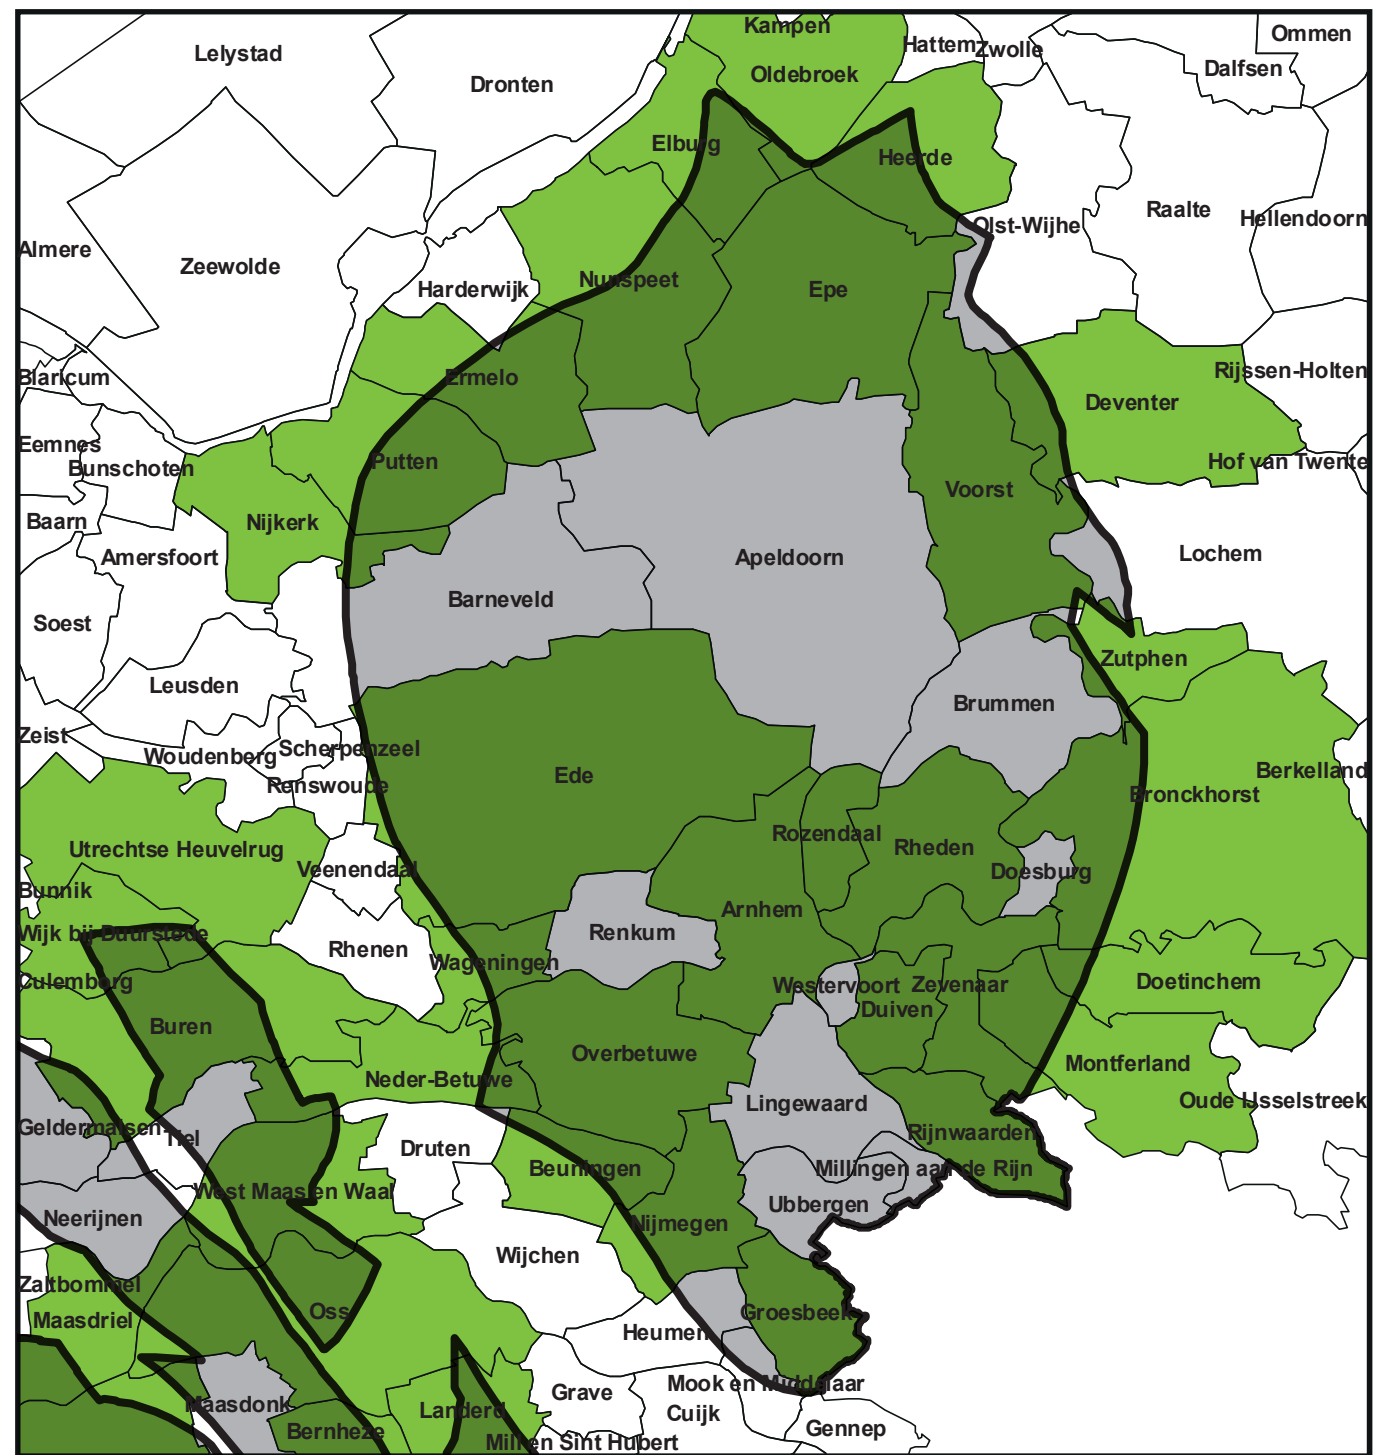 Kampen
Ommen
Lelystad
Hattem
Zwolle
Dalfsen
Dronten
Oldebroek
Elburg
Heerde
Raalte
Hellendoorn
Olst-Wijhe
Almere
Zeewolde
Nunspeet
Harderwijk
Epe
Blaricum
Ermelo
Rijssen-Holten
Deventer
Eemnes
Bunschoten
Putten
Hof van Twente
Voorst
Baarn
Nijkerk
Amersfoort
Apeldoorn
Lochem
Barneveld
Soest
Zutphen
Leusden
Brummen
Zeist
Woudenberg
Scherpenzeel
Renswoude
Ede
Berkelland
Bronckhorst
Utrechtse Heuvelrug
Rozendaal
Rheden
Veenendaal
Doesburg
Bunnik
Arnhem
Wijk bij Duurstede
Renkum
Rhenen
Wageningen
Culemborg
Westervoort
Zevenaar
Duiven
Doetinchem
Buren
Overbetuwe
Montferland
Neder-Betuwe
Lingewaard
Oude IJsselstreek
Geldermalsen
Tiel
Rijnwaarden
Druten
Beuningen
Millingen aan de Rijn
West Maas en Waal
Ubbergen
Neerijnen
Nijmegen
Wijchen
Zaltbommel
Oss
Maasdriel
Groesbeek
Heumen
Mook en Middelaar
Grave
Maasdonk
Landerd
Cuijk
Bernheze
Gennep
Mill en Sint Hubert